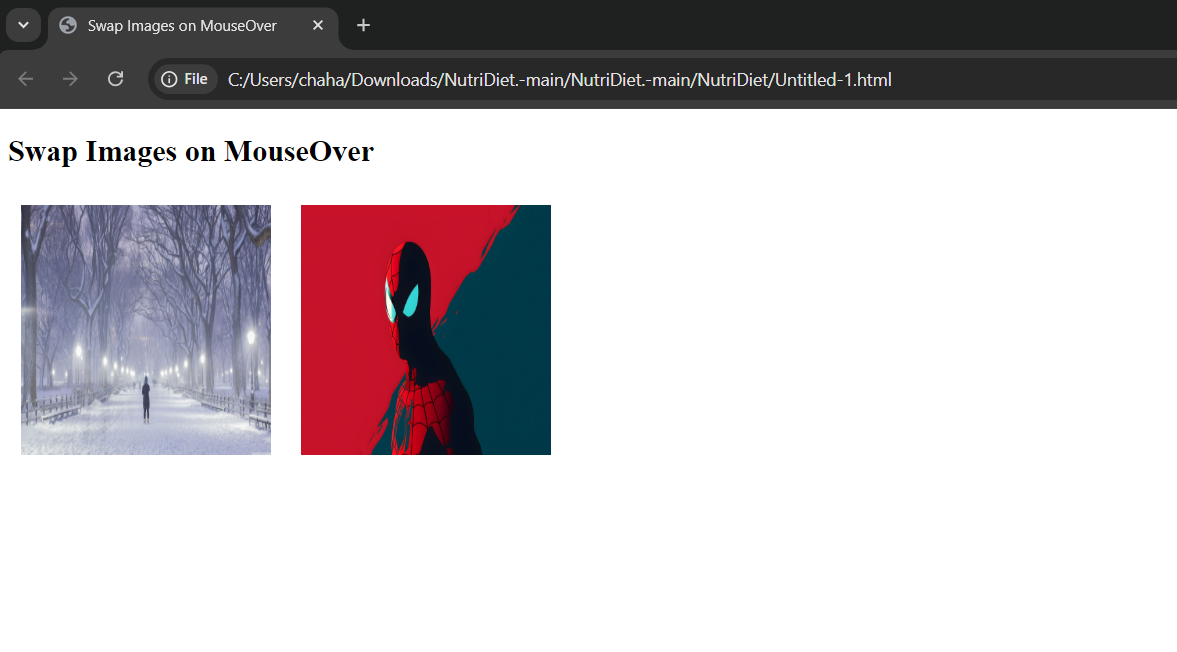 Swap Images on MouseOver
File C:/Users/chaha/Downloads/NutriDiet.-main/NutriDiet.-main/NutriDiet/Untitled-1.html
Swap Images on MouseOver